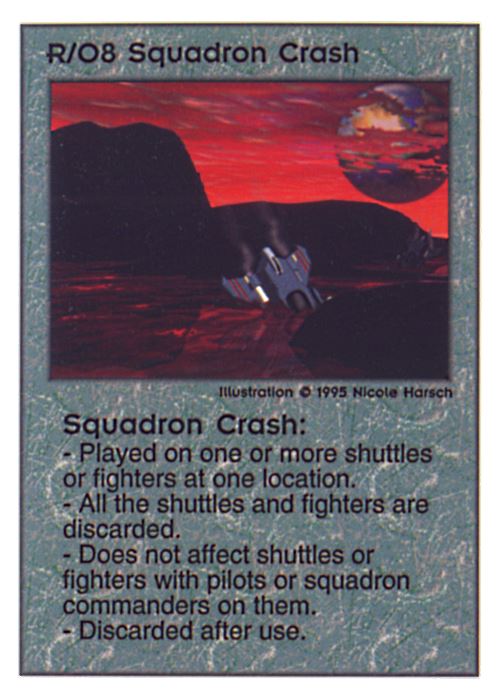 R/O8 Squadron Crash
Illustration © 1995 Nicole Harsch
Squadron Crash:
- Played on one or more shuttles
or fighters at one location.
- All the shuttles and fighters are
discarded.
- Does not affect shuttles or
fighters with pilots or squadron
commanders on them.
- Discarded after use.